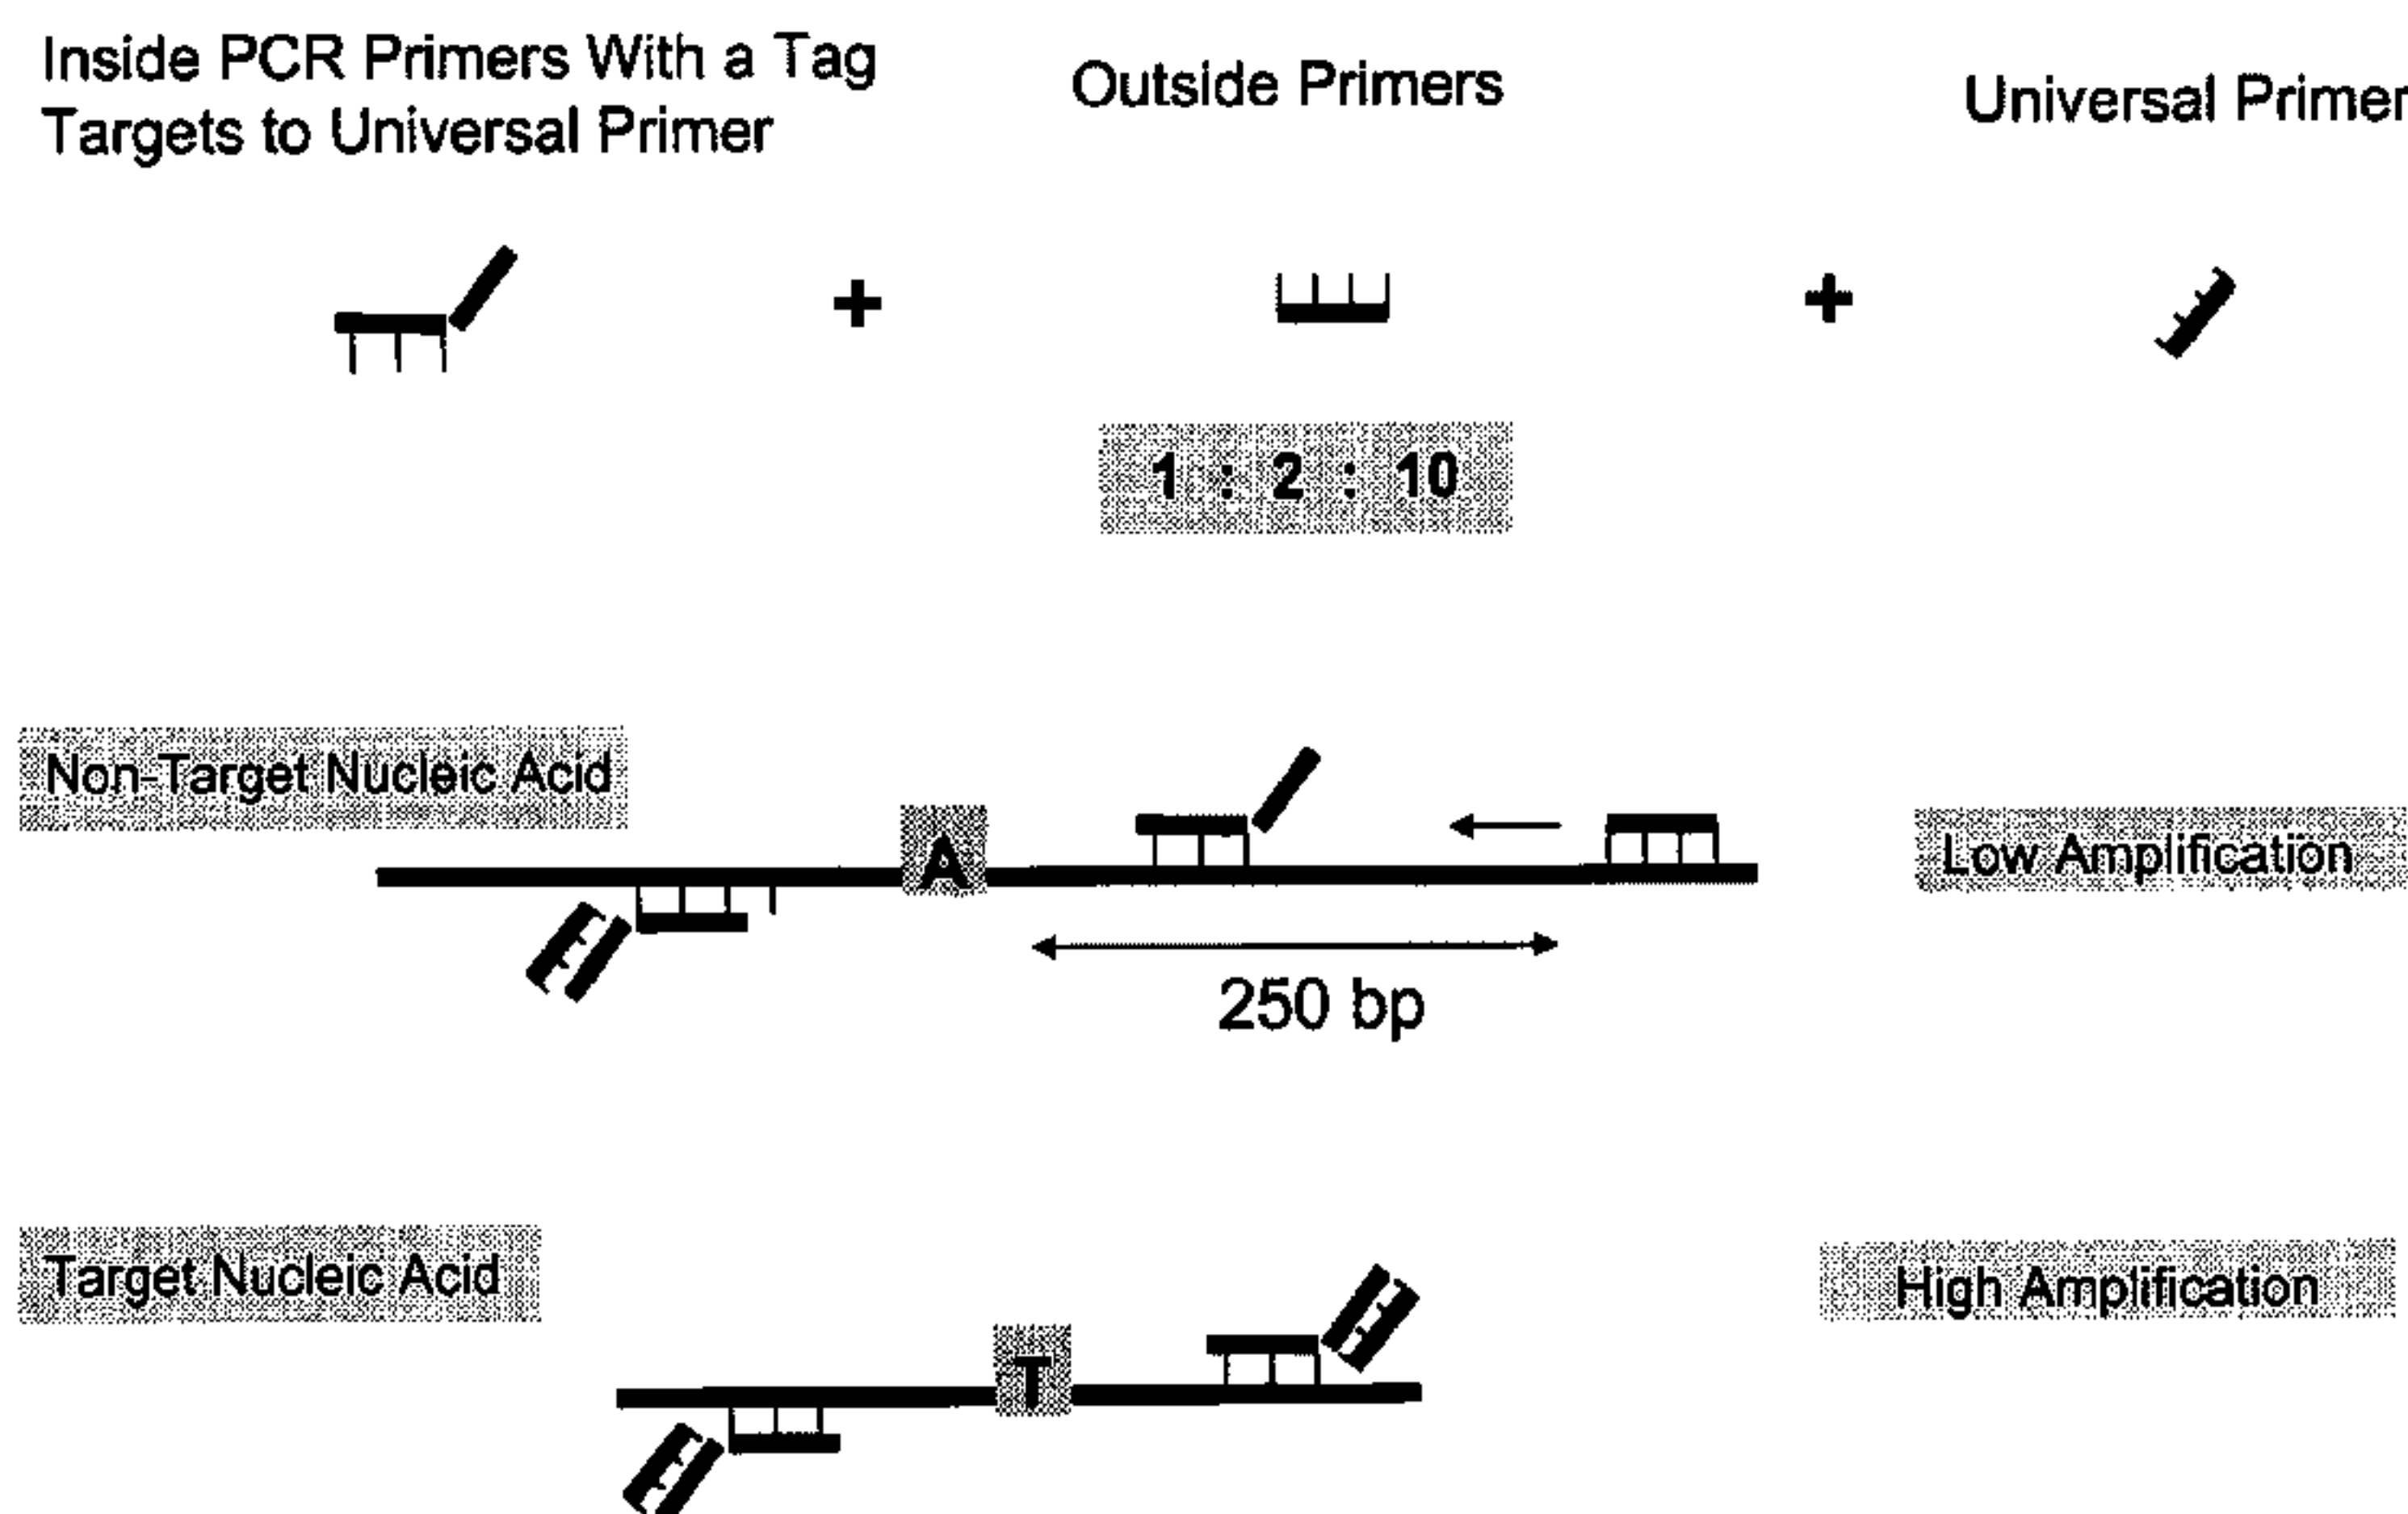 Inside PCR Primers With a Tag
Targets to Universal Primer
Outside Primers
Universal Primer
+
+
1 : 2 : 10
Non-Target Nucleic Acid
A
Low Amplification
250 bp
Target Nucleic Acid
T
High Amplification